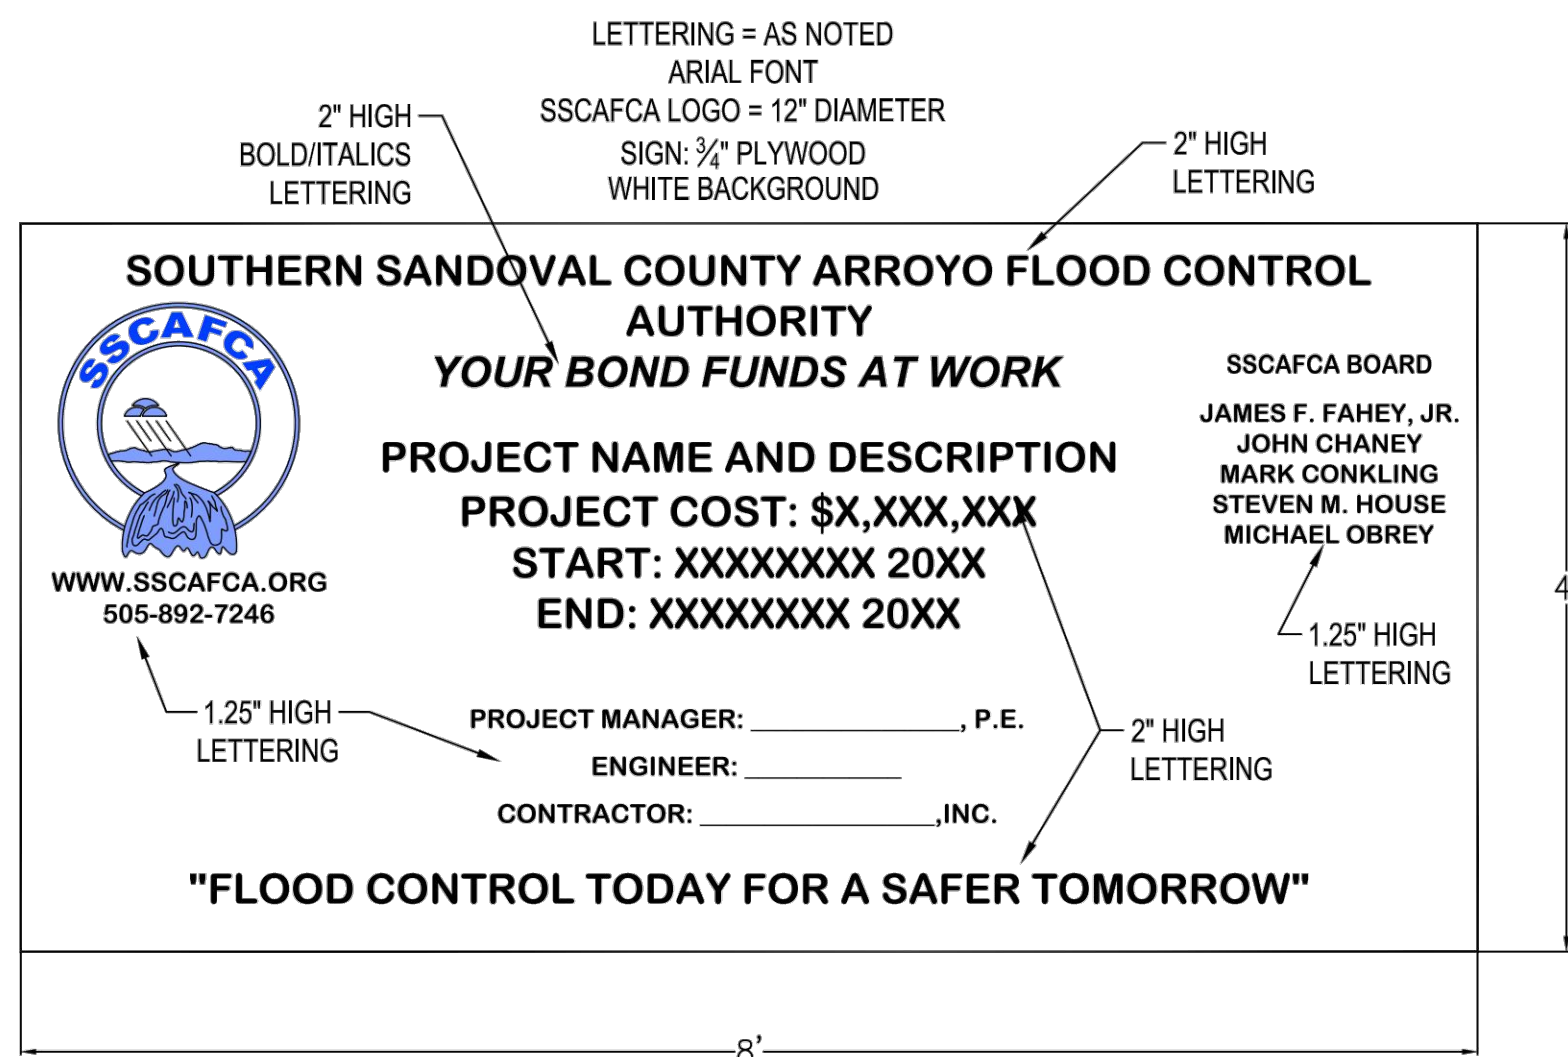 LETTERING = AS NOTED
ARIAL FONT
SSCAFCA LOGO = 12" DIAMETER
SIGN: 3/4" PLYWOOD
WHITE BACKGROUND
2" HIGH
BOLD/ITALICS
LETTERING
2" HIGH
LETTERING
SOUTHERN SANDOVAL COUNTY ARROYO FLOOD CONTROL
AUTHORITY
YOUR BOND FUNDS AT WORK
SSCAFCA
WWW.SSCAFCA.ORG
505-892-7246
PROJECT NAME AND DESCRIPTION
PROJECT COST: $X,XXX,XXX
START: XXXXXXXX 20XX
END: XXXXXXXX 20XX
SSCAFCA BOARD
JAMES F. FAHEY, JR.
JOHN CHANEY
MARK CONKLING
STEVEN M. HOUSE
MICHAEL OBREY
1.25" HIGH
LETTERING
4
1.25" HIGH
LETTERING
PROJECT MANAGER: ________________, P.E.
ENGINEER: ____________
CONTRACTOR: __________________,INC.
2" HIGH
LETTERING
"FLOOD CONTROL TODAY FOR A SAFER TOMORROW"
8'